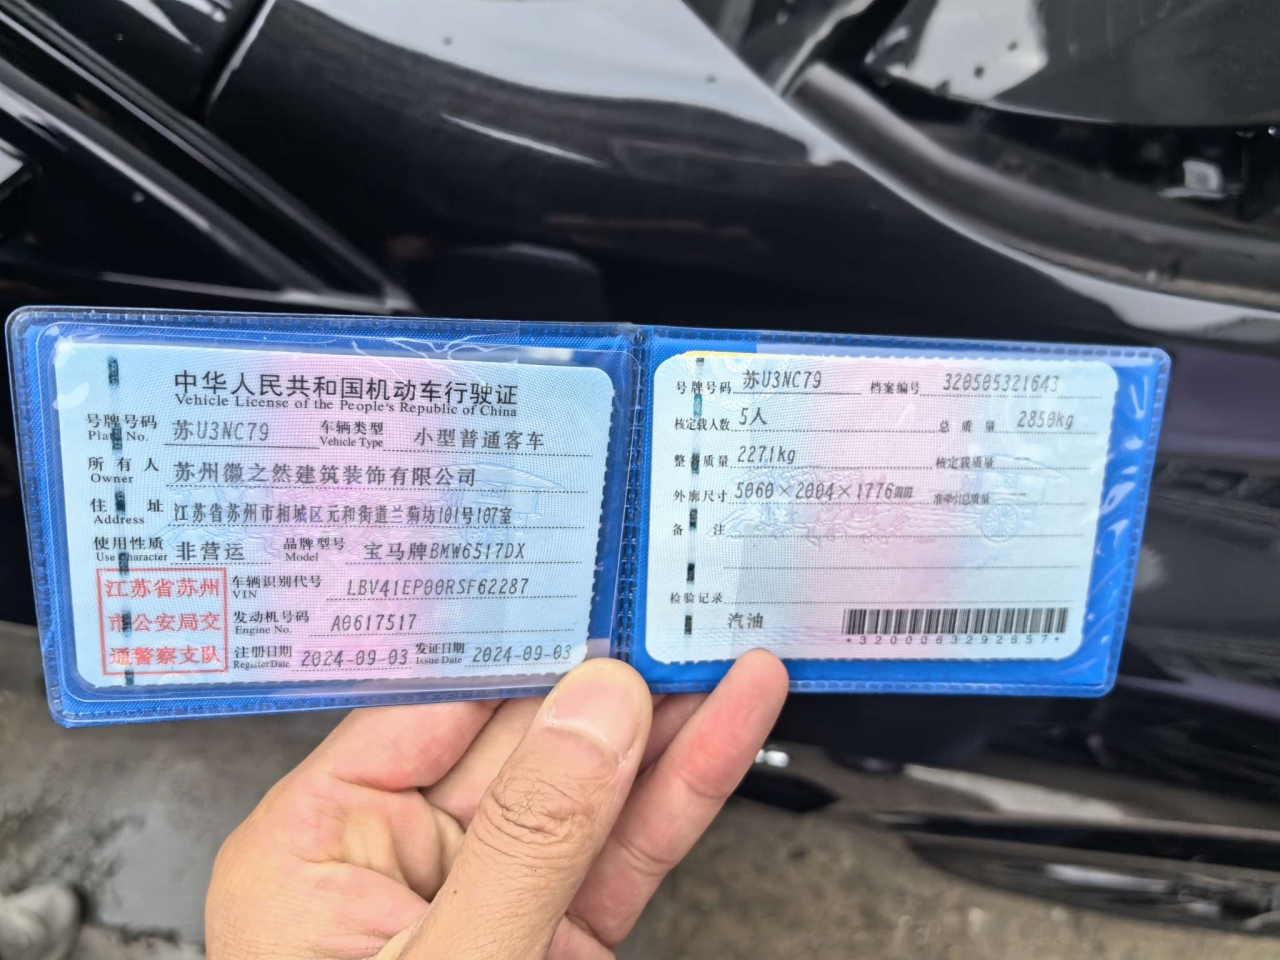 中华人民共和国机动车行驶证
Vehicle License of the People's Republic of China
号牌号码 苏U3NC79 车辆类型 小型普通客车
Plate No. Vehicle Type
所有人 苏州徽之然建筑装饰有限公司
Owner
住址 江苏省苏州市相城区元和街道兰菊坊101号107室
Address
使用性质 非营运 品牌型号 宝马牌BMW6517DX
Use Character Model
江苏省苏州
市公安局交
通警察支队
车辆识别代号 LBV41EP00RSF62287
VIN
发动机号码 A0617517
Engine No.
注册日期 2024-09-03 发证日期 2024-09-03
Register Date Issue Date
号牌号码 苏U3NC79 档案编号 320505321643
核定载人数 5人 总质量 2850kg
整备质量 2271kg 核定载质量 --
外廓尺寸 5060×2004×1776mm 准牵引总质量 --
备注
检验记录
汽油
*3200063292657*